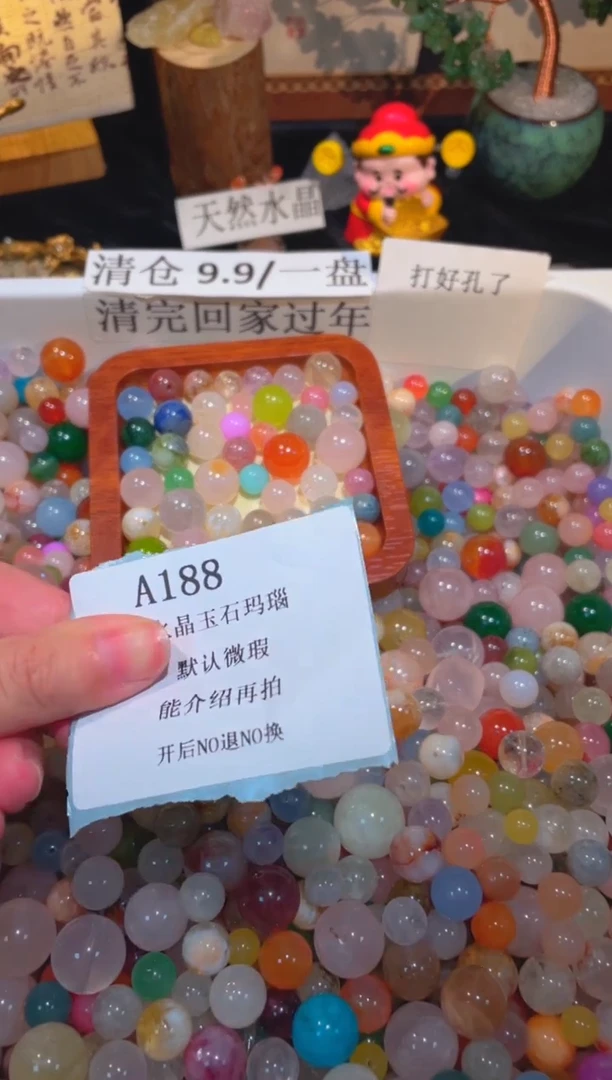 天然水晶
清仓 9.9/一盘
清完回家过年
打好孔了
A188
晶玉石玛瑙
默认微瑕
能介绍再拍
开后NO退NO换